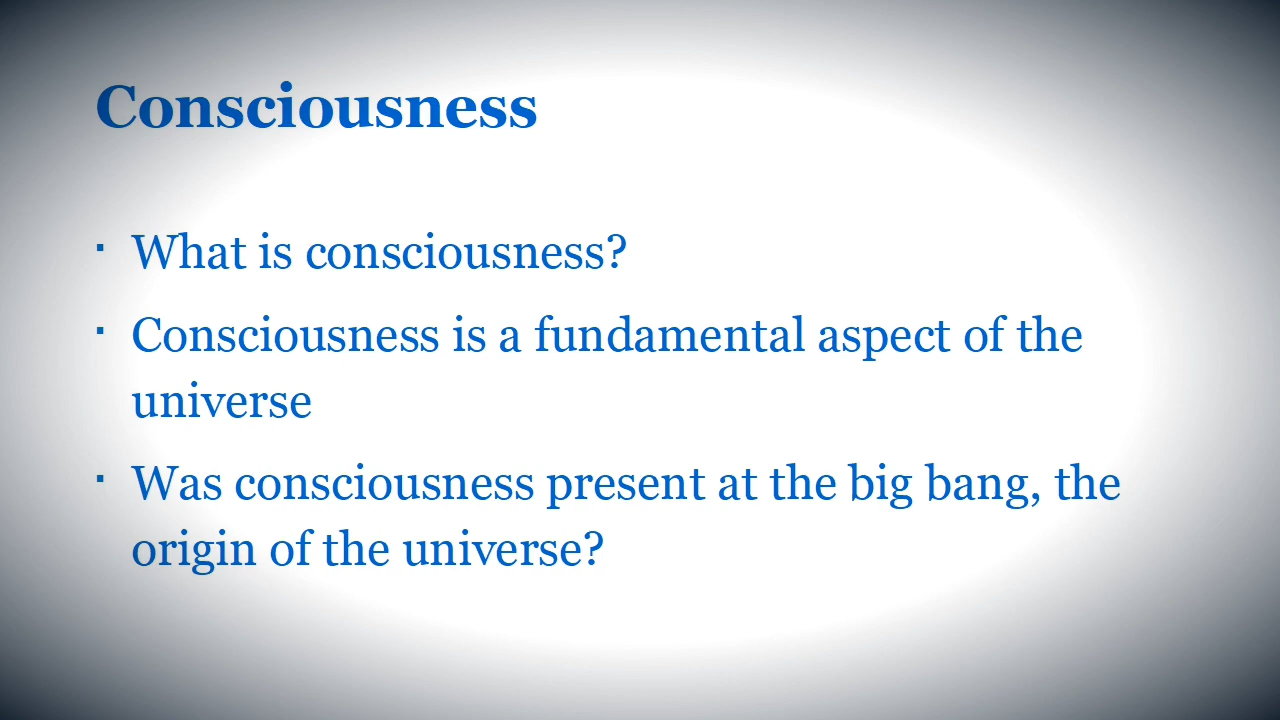 Consciousness
▪ What is consciousness?
▪ Consciousness is a fundamental aspect of the
universe
▪ Was consciousness present at the big bang, the
origin of the universe?